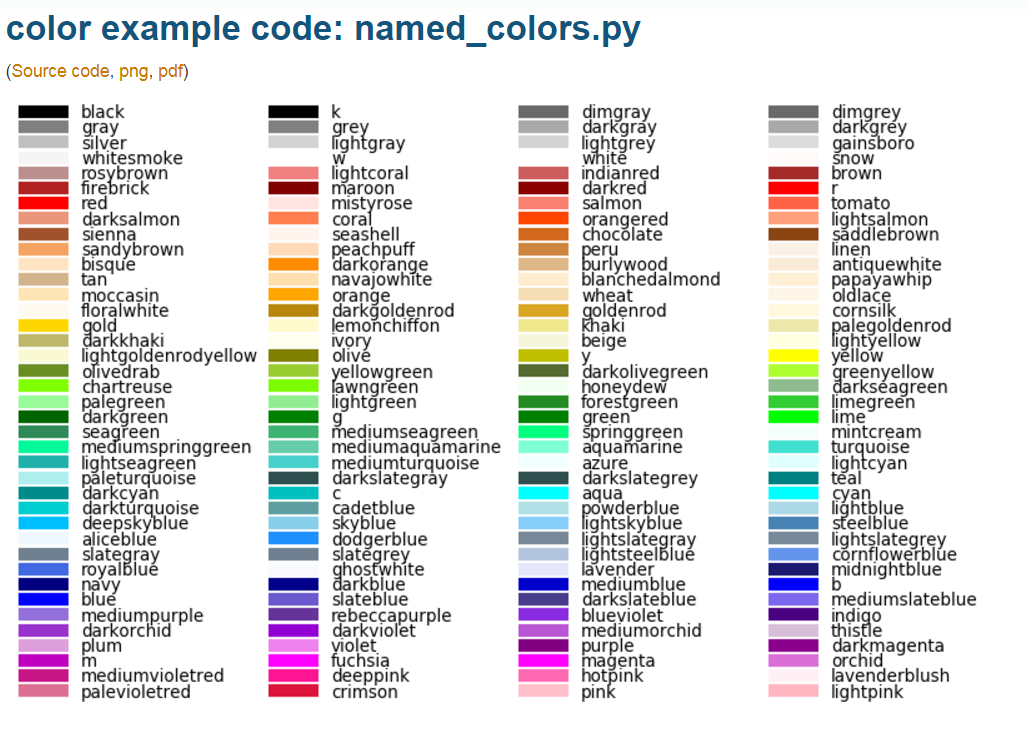 color example code: named_colors.py
(Source code, png, pdf)
black k dimgray dimgrey
gray grey darkgray darkgrey
silver lightgray lightgrey gainsboro
whitesmoke w white snow
rosybrown lightcoral indianred brown
firebrick maroon darkred r
red mistyrose salmon tomato
darksalmon coral orangered lightsalmon
sienna seashell chocolate saddlebrown
sandybrown peachpuff peru linen
bisque darkorange burlywood antiquewhite
tan navajowhite blanchedalmond papayawhip
moccasin orange wheat oldlace
floralwhite darkgoldenrod goldenrod cornsilk
gold lemonchiffon khaki palegoldenrod
darkkhaki ivory beige lightyellow
lightgoldenrodyellow olive y yellow
olivedrab yellowgreen darkolivegreen greenyellow
chartreuse lawngreen honeydew darkseagreen
palegreen lightgreen forestgreen limegreen
darkgreen g green lime
seagreen mediumseagreen springgreen mintcream
mediumspringgreen mediumaquamarine aquamarine turquoise
lightseagreen mediumturquoise azure lightcyan
paleturquoise darkslategray darkslategrey teal
darkcyan c aqua cyan
darkturquoise cadetblue powderblue lightblue
deepskyblue skyblue lightskyblue steelblue
aliceblue dodgerblue lightslategray lightslategrey
slategray slategrey lightsteelblue cornflowerblue
royalblue ghostwhite lavender midnightblue
navy darkblue mediumblue b
blue slateblue darkslateblue mediumslateblue
mediumpurple rebeccapurple blueviolet indigo
darkorchid darkviolet mediumorchid thistle
plum violet purple darkmagenta
m fuchsia magenta orchid
mediumvioletred deeppink hotpink lavenderblush
palevioletred crimson pink lightpink